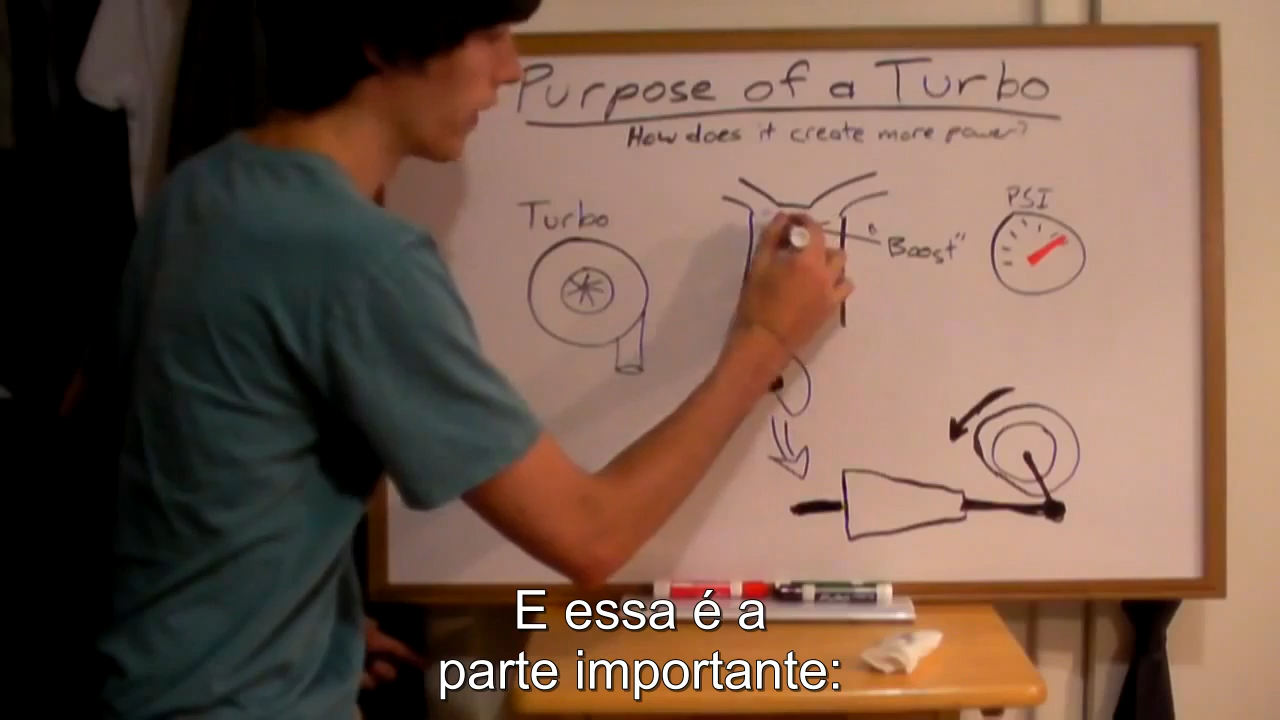 Purpose of a Turbo
How does it create more power?
PSI
Turbo
"Boost"
E essa é a
parte importante: